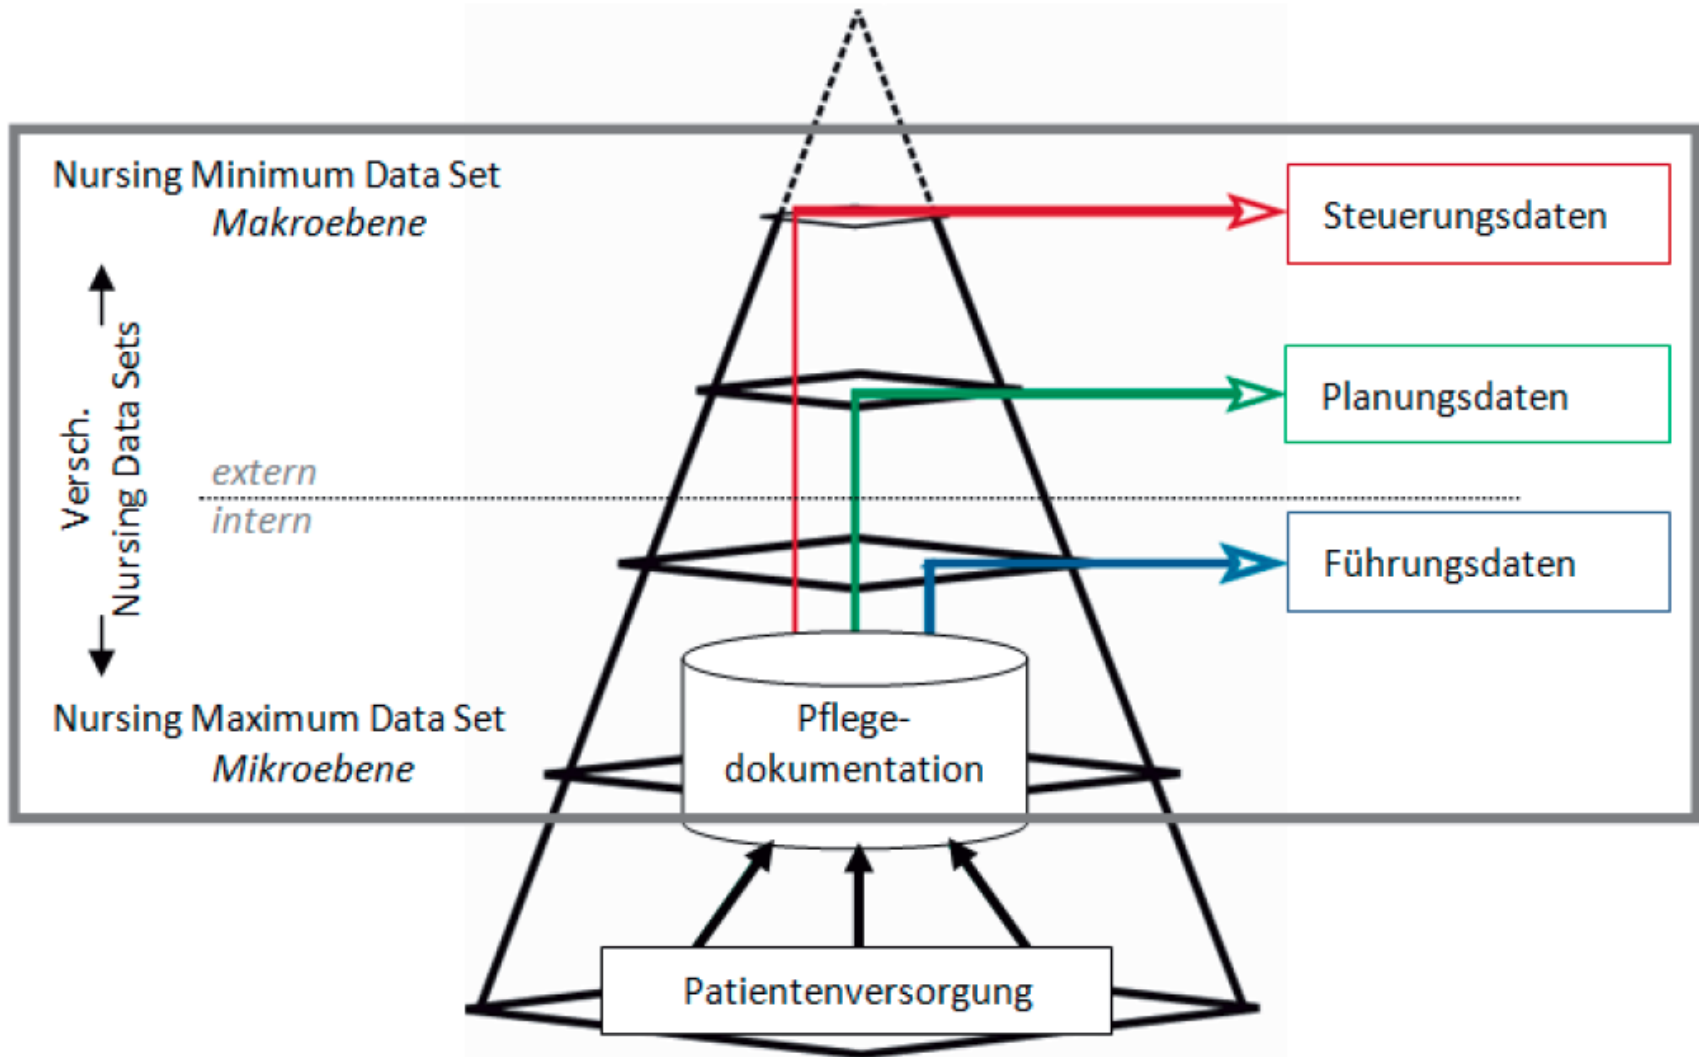 Nursing Minimum Data Set
Makroebene
Steuerungsdaten
Versch.
Nursing Data Sets
Planungsdaten
extern
intern
Führungsdaten
Nursing Maximum Data Set
Mikroebene
Pflege-
dokumentation
Patientenversorgung